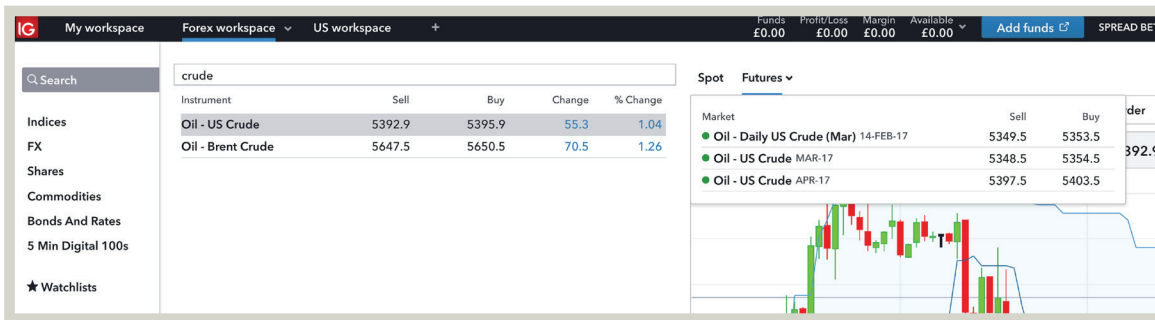 IG My workspace Forex workspace US workspace + Funds £0.00 Profit/Loss £0.00 Margin £0.00 Available £0.00 Add funds SPREAD BET
Search
Indices
FX
Shares
Commodities
Bonds And Rates
5 Min Digital 100s
★ Watchlists
crude
Instrument Sell Buy Change % Change
Oil - US Crude 5392.9 5395.9 55.3 1.04
Oil - Brent Crude 5647.5 5650.5 70.5 1.26
Spot Futures
Market Sell Buy
Oil - Daily US Crude (Mar) 14-FEB-17 5349.5 5353.5
Oil - US Crude MAR-17 5348.5 5354.5
Oil - US Crude APR-17 5397.5 5403.5
der
392.9